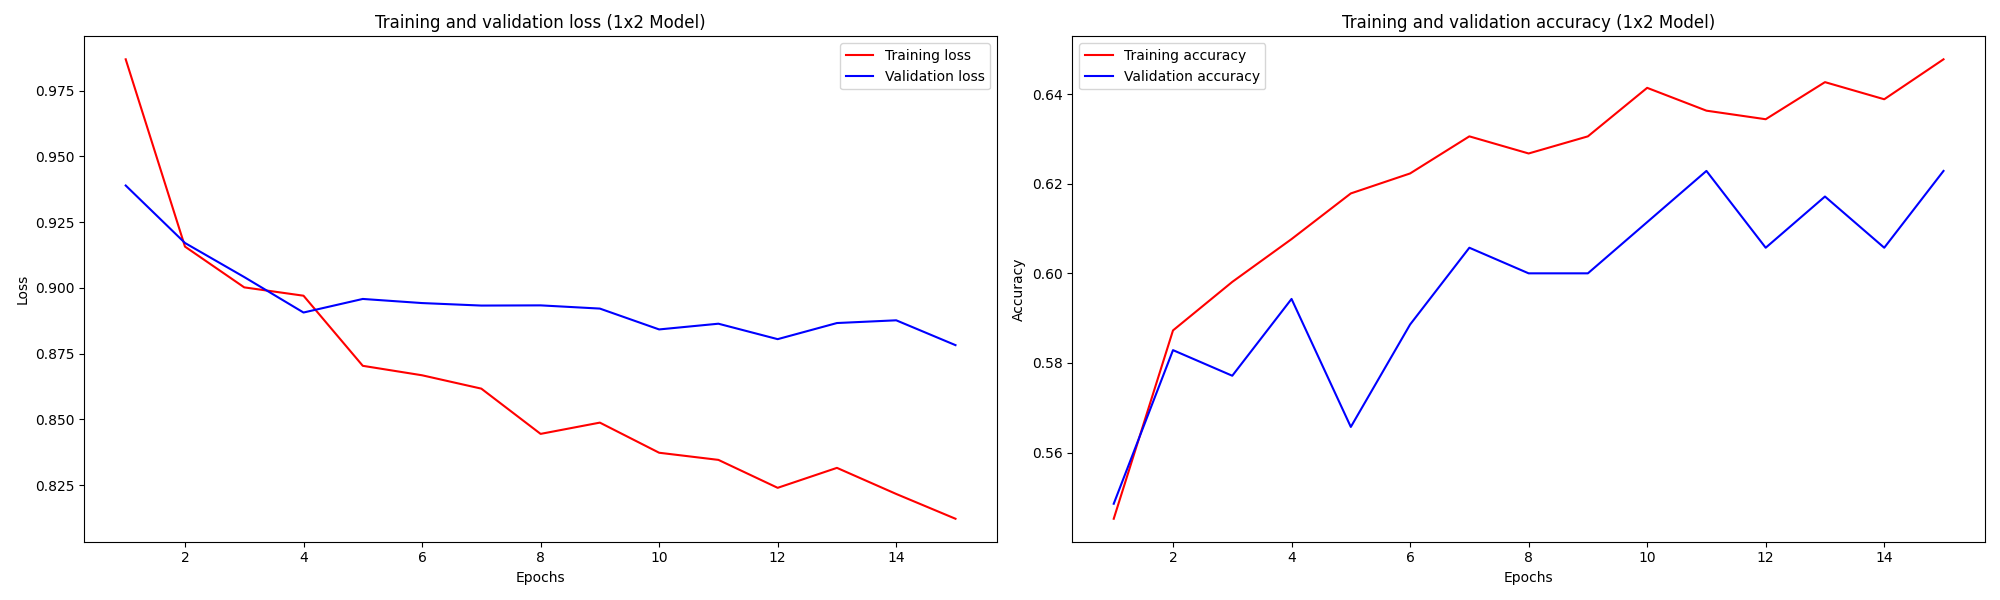 Training and validation loss (1x2 Model)
Training loss
Validation loss
0.975
0.950
0.925
0.900
0.875
0.850
0.825
Loss
2 4 6 8 10 12 14
Epochs
Training and validation accuracy (1x2 Model)
Training accuracy
Validation accuracy
0.64
0.62
0.60
0.58
0.56
Accuracy
2 4 6 8 10 12 14
Epochs